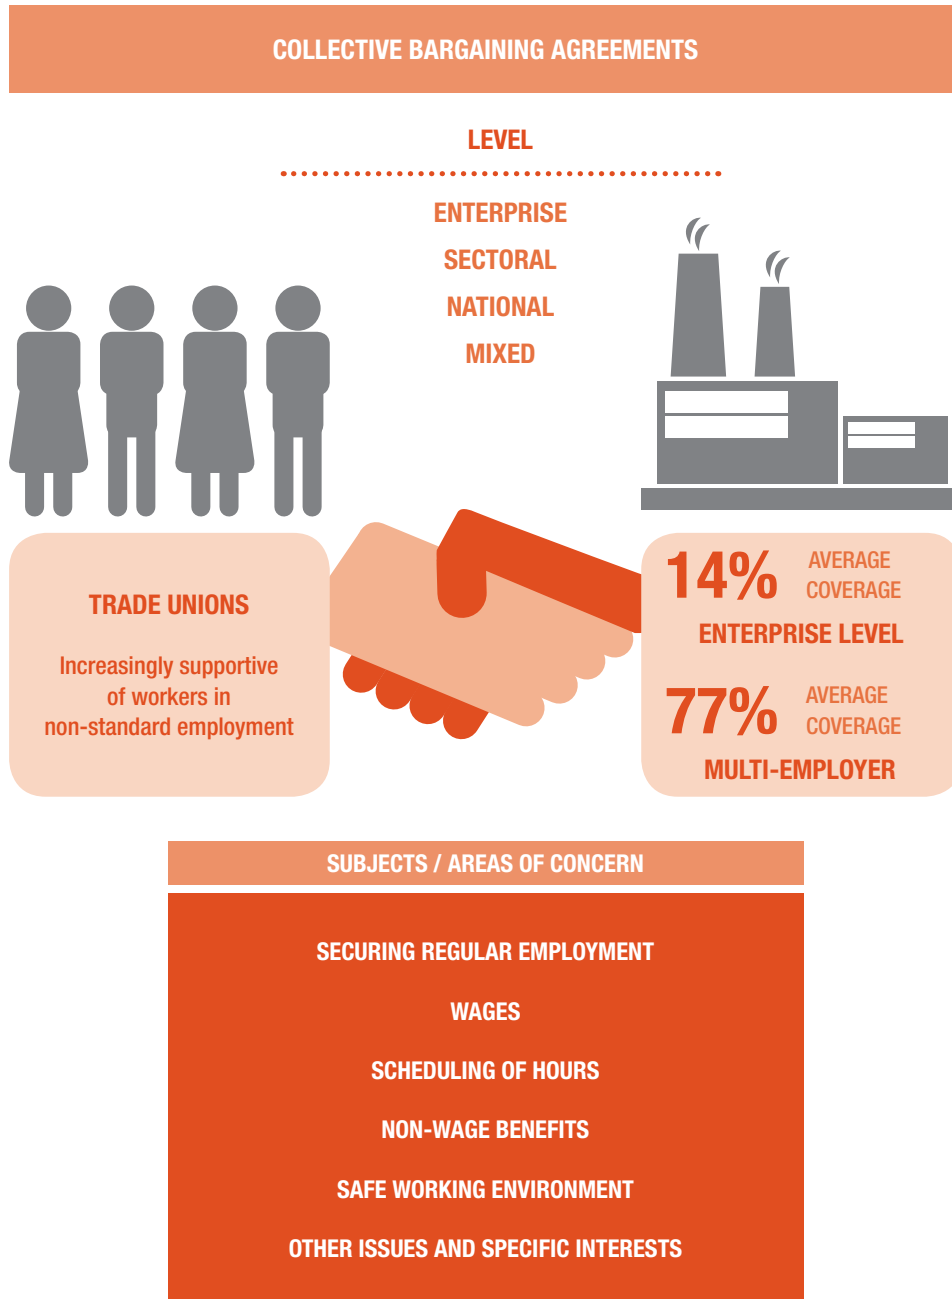 COLLECTIVE BARGAINING AGREEMENTS
LEVEL
ENTERPRISE
SECTORAL
NATIONAL
MIXED
TRADE UNIONS
Increasingly supportive
of workers in
non-standard employment
14% AVERAGE
COVERAGE
ENTERPRISE LEVEL
77% AVERAGE
COVERAGE
MULTI-EMPLOYER
SUBJECTS / AREAS OF CONCERN
SECURING REGULAR EMPLOYMENT
WAGES
SCHEDULING OF HOURS
NON-WAGE BENEFITS
SAFE WORKING ENVIRONMENT
OTHER ISSUES AND SPECIFIC INTERESTS